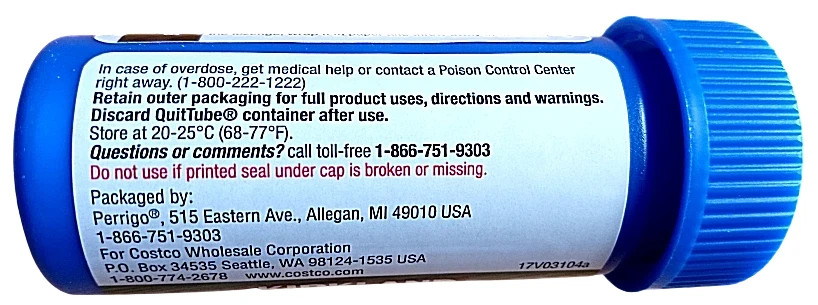 In case of overdose, get medical help or contact a Poison Control Center
right away. (1-800-222-1222)
Retain outer packaging for full product uses, directions and warnings.
Discard QuitTube® container after use.
Store at 20-25°C (68-77°F).
Questions or comments? call toll-free 1-866-751-9303
Do not use if printed seal under cap is broken or missing.
Packaged by:
Perrigo®, 515 Eastern Ave., Allegan, MI 49010 USA
1-866-751-9303
For Costco Wholesale Corporation
P.O. Box 34535 Seattle, WA 98124-1535 USA
1-800-774-2678 www.costco.com
17V03104a